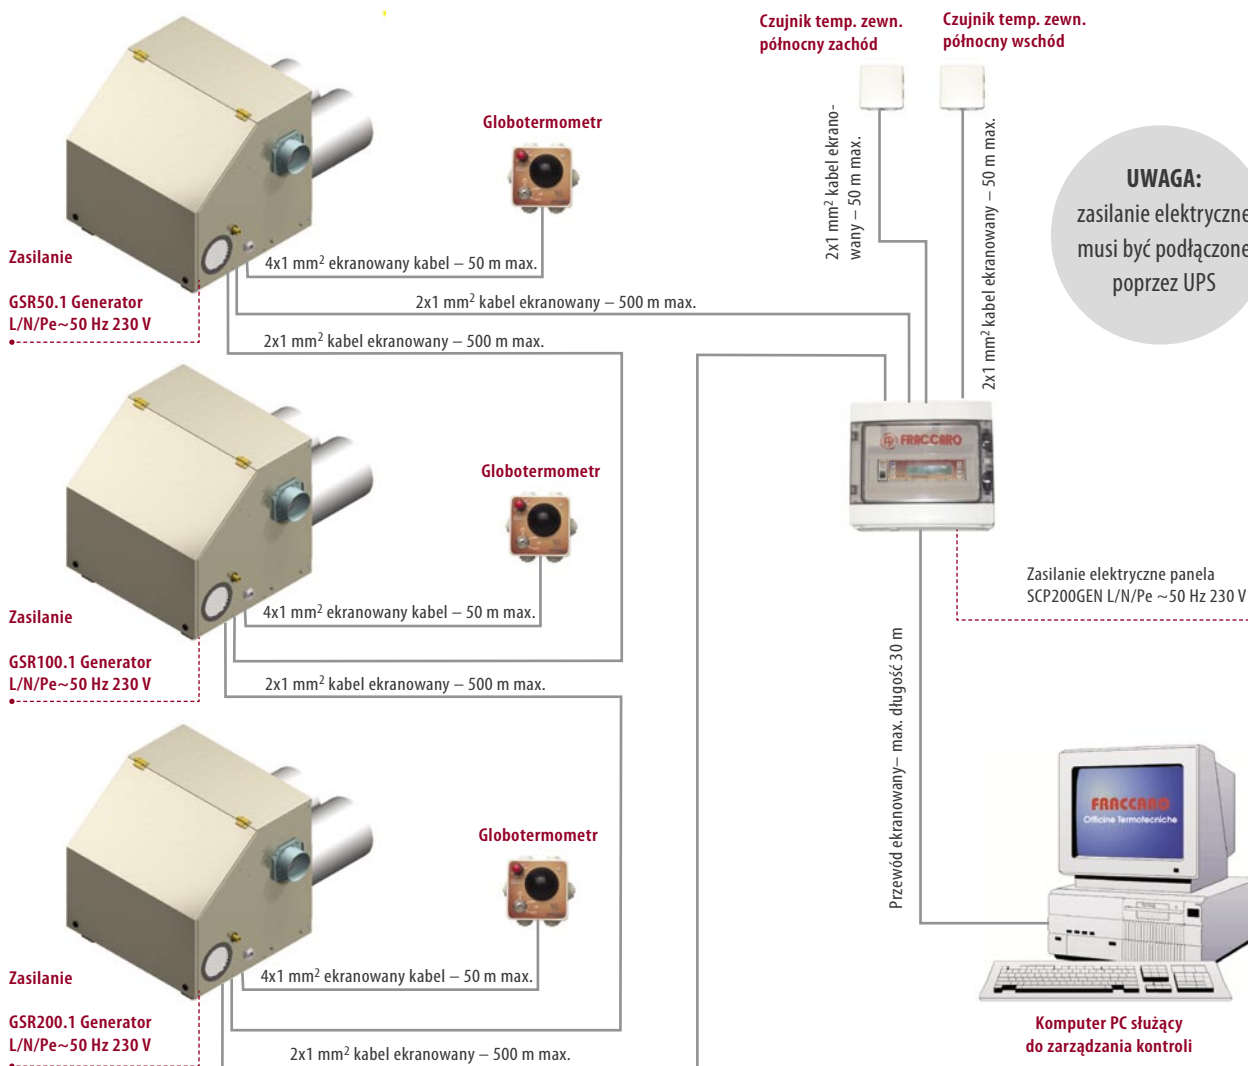 Czujnik temp. zewn.
północny zachód
Czujnik temp. zewn.
północny wschód
Globotermometr
2x1 mm² kabel ekrano-
wany – 50 m max.
2x1 mm² kabel ekranowany – 50 m max.
UWAGA:
zasilanie elektryczne
musi być podłączone
poprzez UPS
Zasilanie
4x1 mm² ekranowany kabel – 50 m max.
GSR50.1 Generator
L/N/Pe~50 Hz 230 V
2x1 mm² kabel ekranowany – 500 m max.
2x1 mm² kabel ekranowany – 500 m max.
FRACCARO
Globotermometr
Zasilanie elektryczne panela
SCP200GEN L/N/Pe ~50 Hz 230 V
Zasilanie
4x1 mm² ekranowany kabel – 50 m max.
GSR100.1 Generator
L/N/Pe~50 Hz 230 V
2x1 mm² kabel ekranowany – 500 m max.
Przewód ekranowany– max. długość 30 m
FRACCARO
Officine Termotecniche
Globotermometr
Zasilanie
4x1 mm² ekranowany kabel – 50 m max.
GSR200.1 Generator
L/N/Pe~50 Hz 230 V
2x1 mm² kabel ekranowany – 500 m max.
Komputer PC służący
do zarządzania kontroli